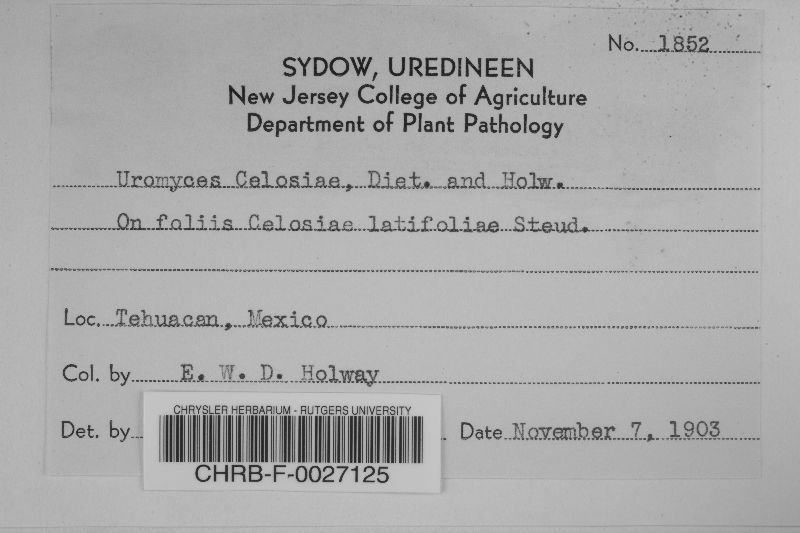 No. 1852
SYDOW, UREDINEEN
New Jersey College of Agriculture
Department of Plant Pathology
Uromyces Celosiae, Diet. and Holw.
On foliis Celosiae latifoliae Steud.
Loc. Tehuacan, Mexico
Col. by E. W. D. Holway
Det. by
Date November 7, 1903
CHRYSLER HERBARIUM - RUTGERS UNIVERSITY
CHRB-F-0027125